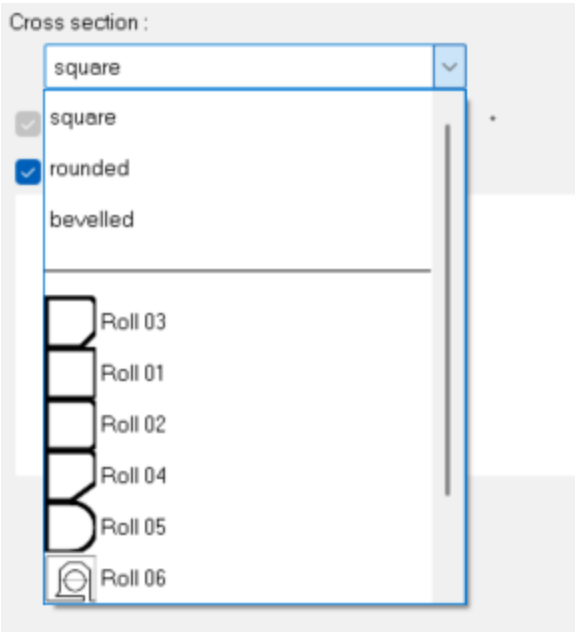 Cross section :
square
square
rounded
bevelled
Roll 03
Roll 01
Roll 02
Roll 04
Roll 05
Roll 06